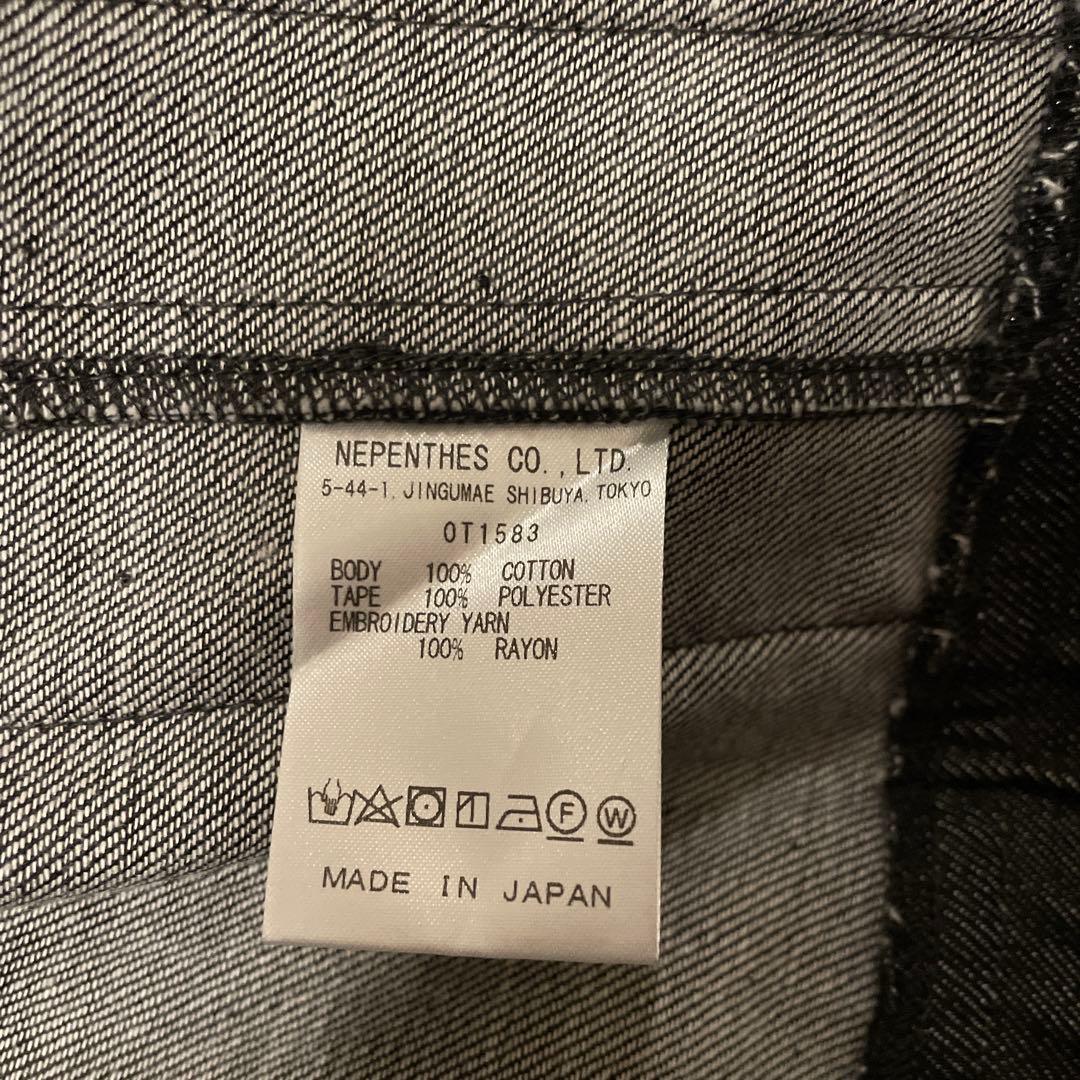 NEPENTHES CO.,LTD.
5-44-1, JINGUMAE SHIBUYA, TOKYO
OT1583
BODY 100% COTTON
TAPE 100% POLYESTER
EMBROIDERY YARN
100% RAYON
F W
MADE IN JAPAN